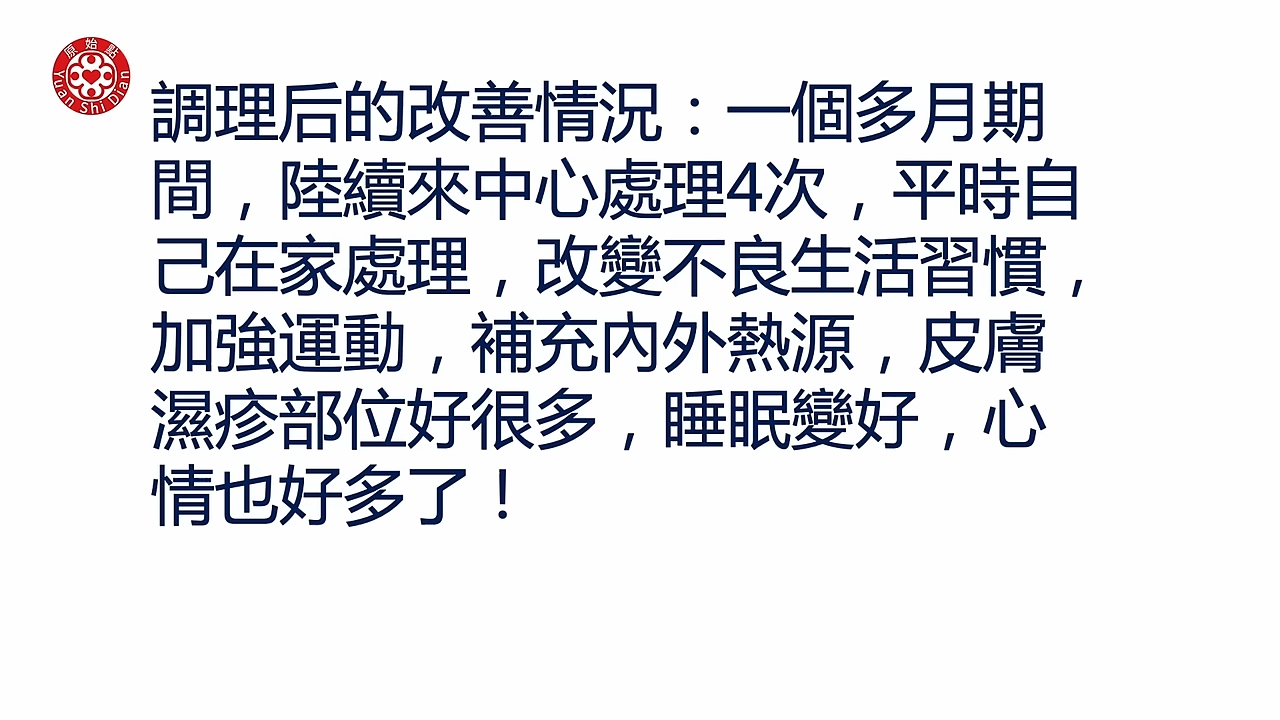 原始點
Yuan Shi Dian
調理后的改善情況：一個多月期
間，陸續來中心處理4次，平時自
己在家處理，改變不良生活習慣，
加強運動，補充內外熱源，皮膚
濕疹部位好很多，睡眠變好，心
情也好多了！